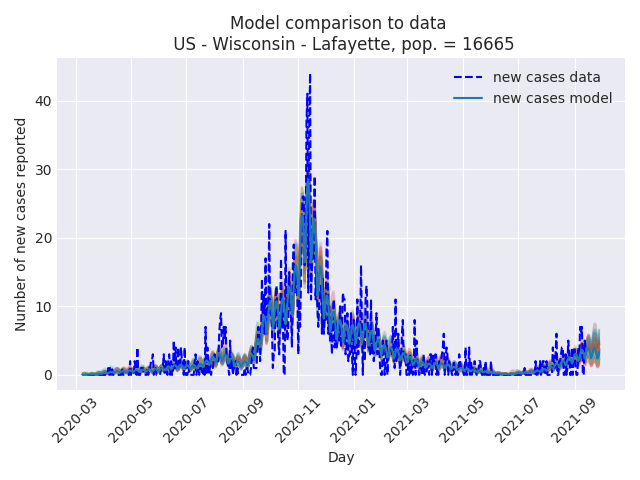 Model comparison to data
US - Wisconsin - Lafayette, pop. = 16665
new cases data
new cases model
Number of new cases reported
40
30
20
10
0
2020-03
2020-05
2020-07
2020-09
2020-11
2021-01
2021-03
2021-05
2021-07
2021-09
Day